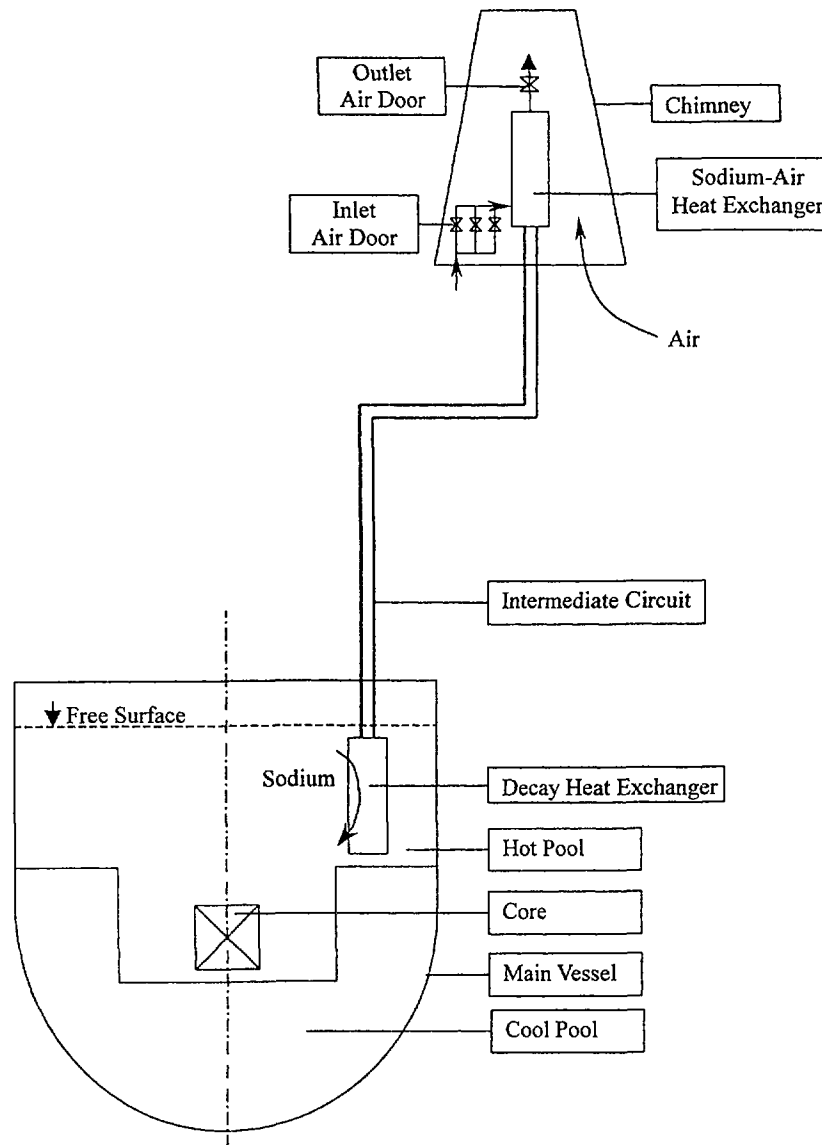 Outlet
Air Door
Chimney
Sodium-Air
Heat Exchanger
Inlet
Air Door
Air
Intermediate Circuit
Free Surface
Sodium
Decay Heat Exchanger
Hot Pool
Core
Main Vessel
Cool Pool